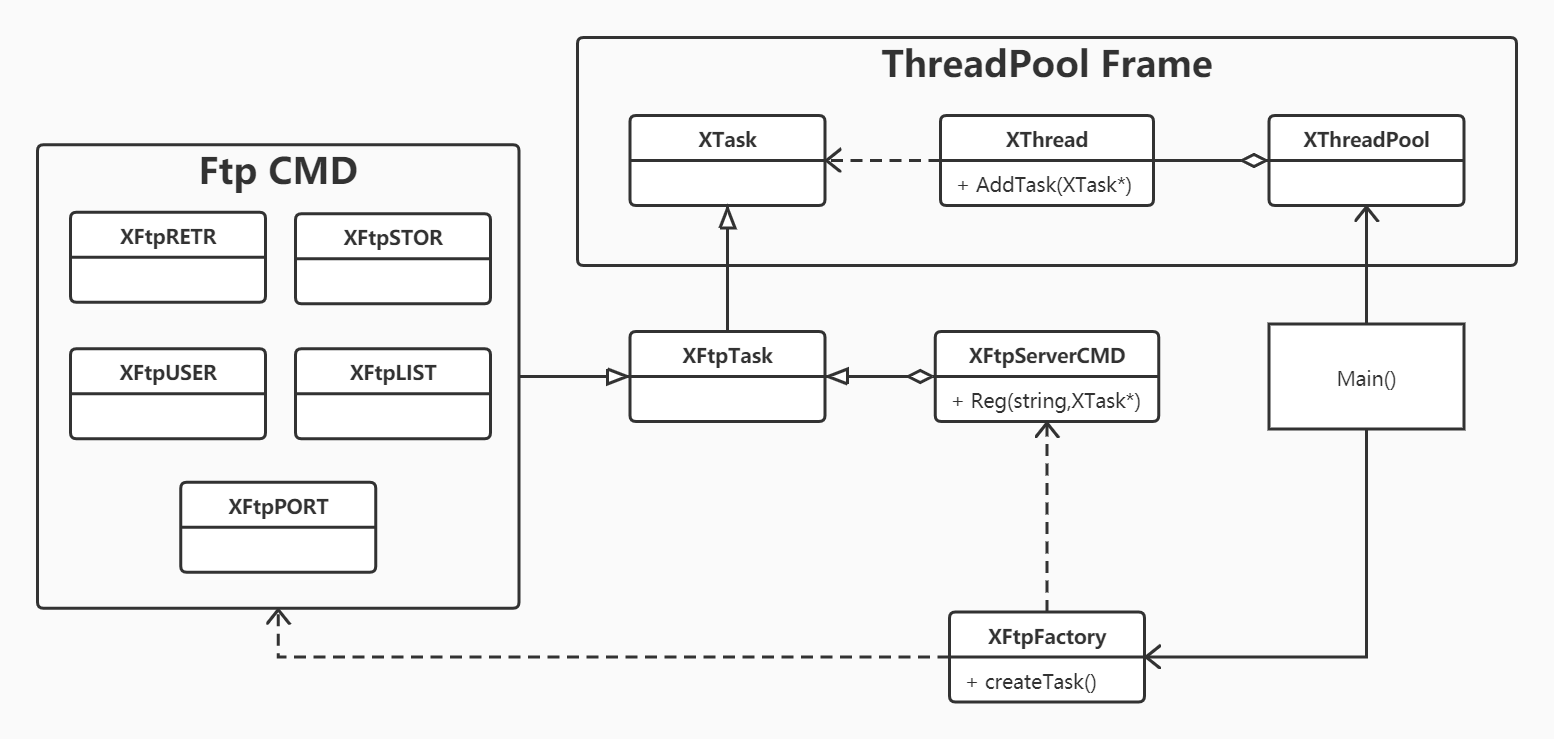 ThreadPool Frame
XTask
XThread
+ AddTask(XTask*)
XThreadPool
Ftp CMD
XFtpRETR
XFtpSTOR
XFtpUSER
XFtpLIST
XFtpPORT
XFtpTask
XFtpServerCMD
+ Reg(string,XTask*)
Main()
XFtpFactory
+ createTask()